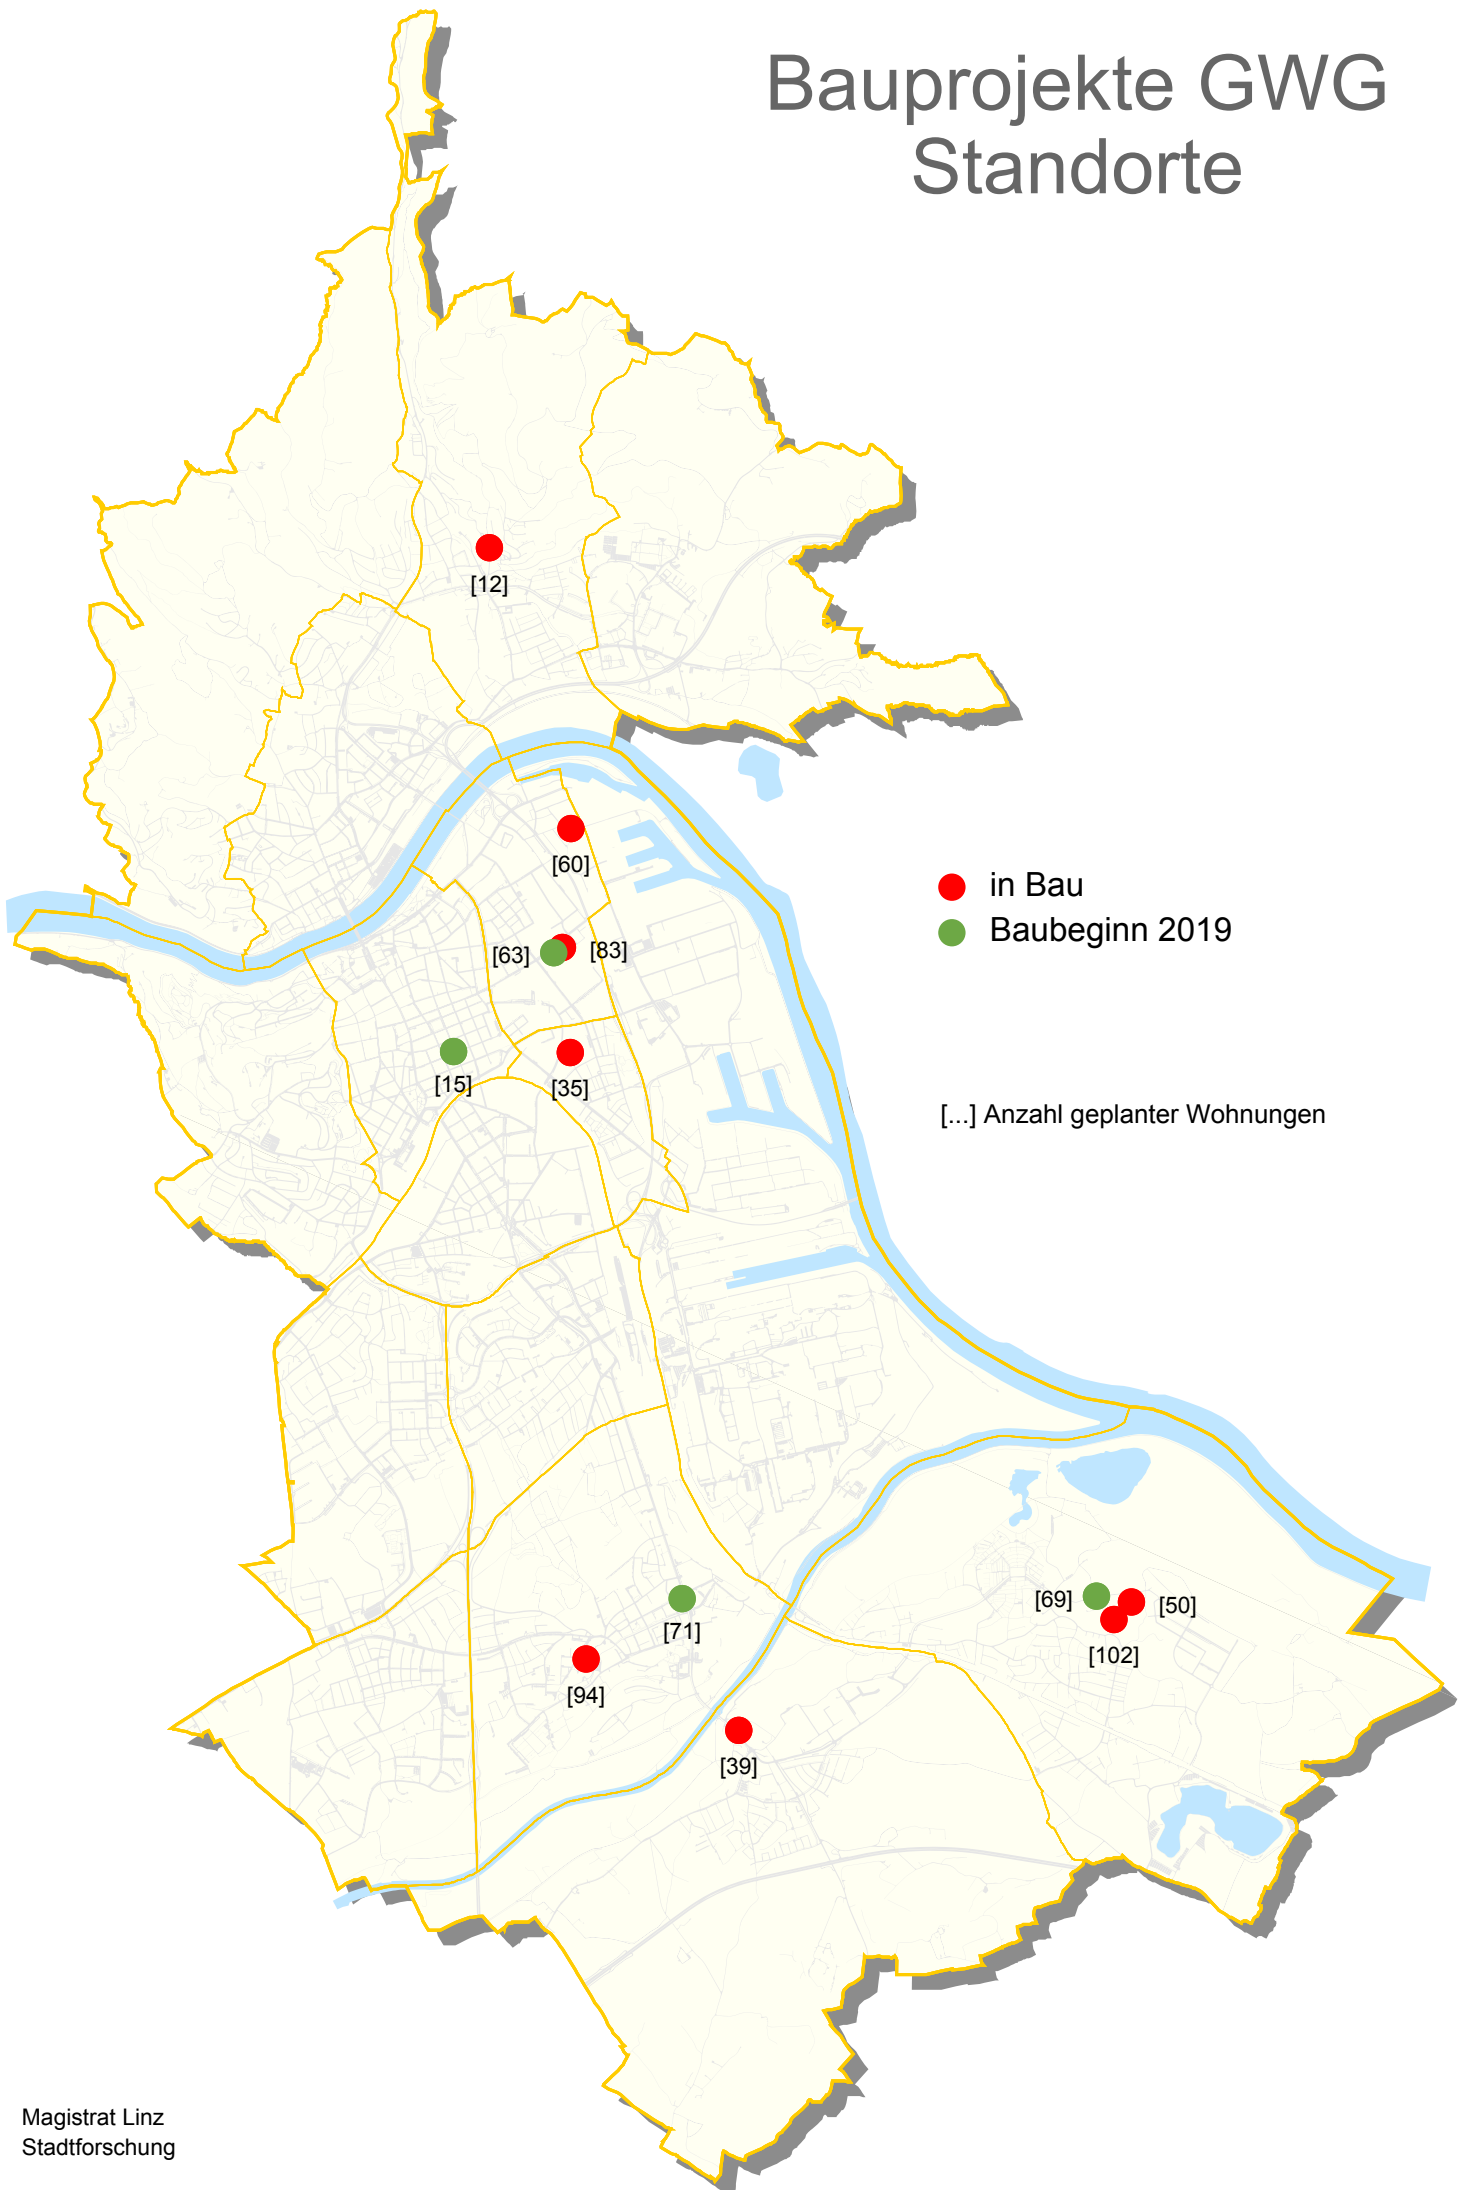 Bauprojekte GWG
Standorte
[12]
[60]
in Bau
Baubeginn 2019
[63]
[83]
[15]
[35]
[...] Anzahl geplanter Wohnungen
[69]
[50]
[71]
[102]
[94]
[39]
Magistrat Linz
Stadtforschung